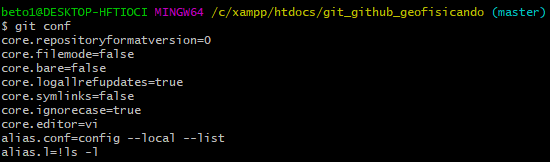 beto1@DESKTOP-HFTIOCI MINGW64 /c/xampp/htdocs/git_github_geofisicando (master)
$ git conf
core.repositoryformatversion=0
core.filemode=false
core.bare=false
core.logallrefupdates=true
core.symlinks=false
core.ignorecase=true
core.editor=vi
alias.conf=config --local --list
alias.l=!ls -l